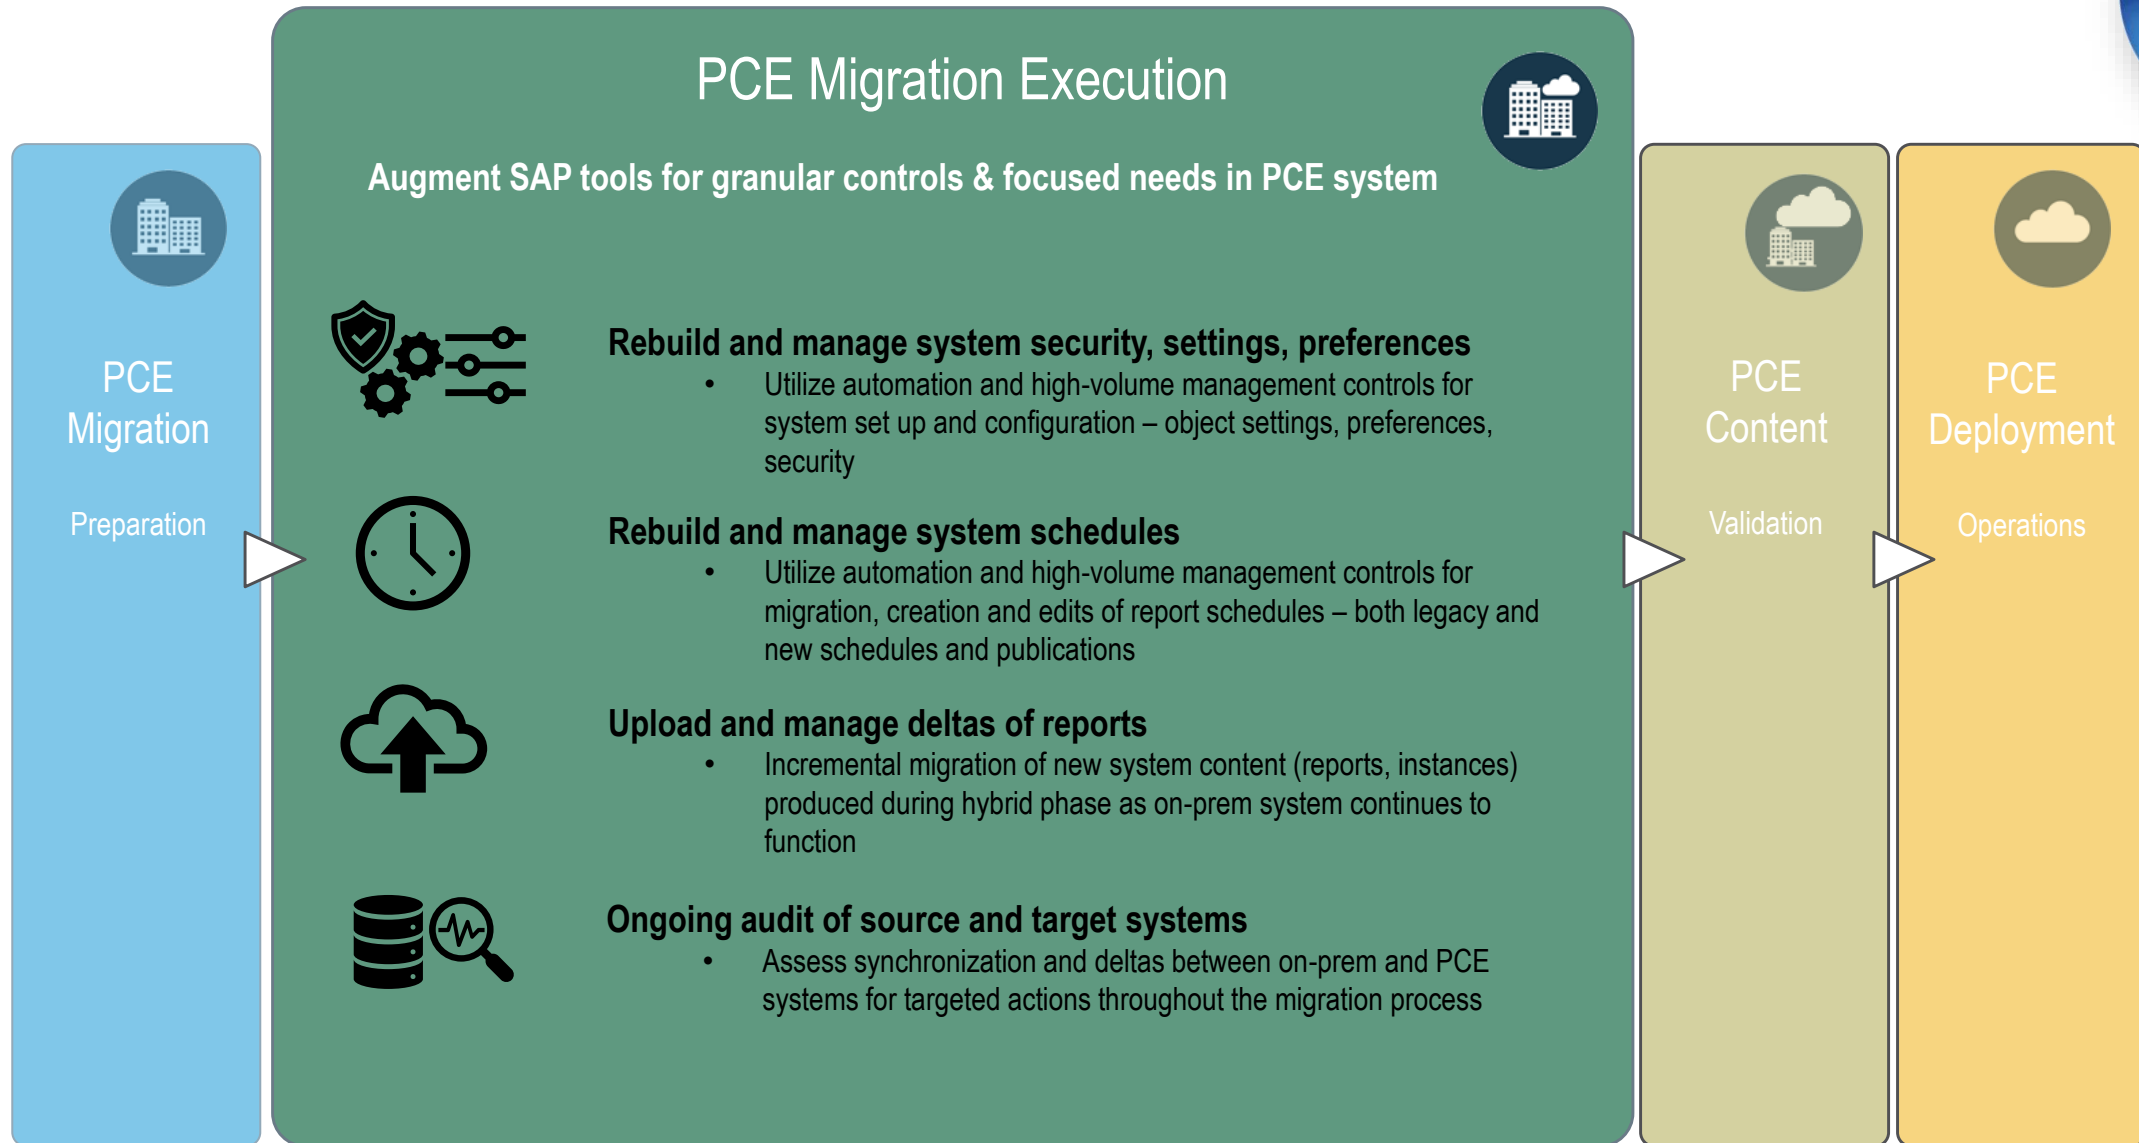 PCE
Migration
Preparation
PCE Migration Execution
Augment SAP tools for granular controls & focused needs in PCE system
Rebuild and manage system security, settings, preferences
• Utilize automation and high-volume management controls for
system set up and configuration – object settings, preferences,
security
Rebuild and manage system schedules
• Utilize automation and high-volume management controls for
migration, creation and edits of report schedules – both legacy and
new schedules and publications
Upload and manage deltas of reports
• Incremental migration of new system content (reports, instances)
produced during hybrid phase as on-prem system continues to
function
Ongoing audit of source and target systems
• Assess synchronization and deltas between on-prem and PCE
systems for targeted actions throughout the migration process
PCE
Content
Validation
PCE
Deployment
Operations